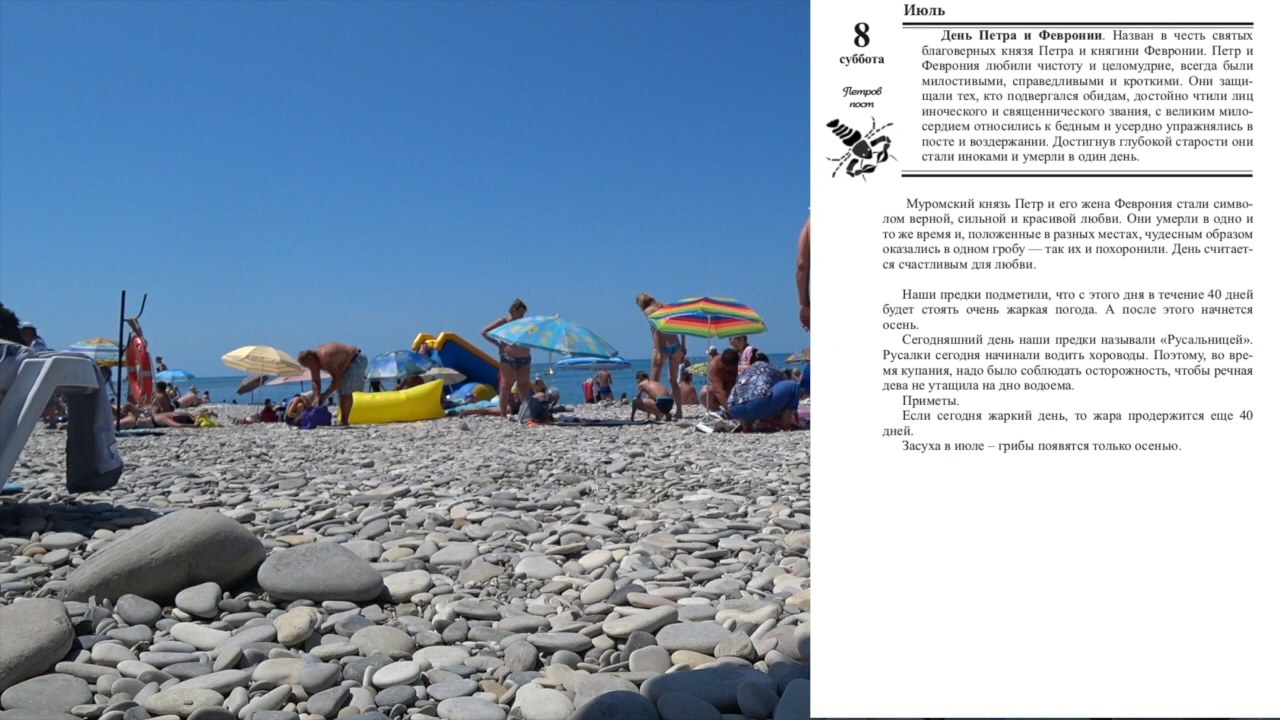 Июль
8
суббота
Петров
пост
День Петра и Февронии. Назван в честь святых
благоверных князя Петра и княгини Февронии. Петр и
Феврония любили чистоту и целомудрие, всегда были
милостивыми, справедливыми и кроткими. Они защи-
щали тех, кто подвергался обидам, достойно чтили лиц
иноческого и священнического звания, с великим мило-
сердием относились к бедным и усердно упражнялись в
посте и воздержании. Достигнув глубокой старости они
стали иноками и умерли в один день.
Муромский князь Петр и его жена Феврония стали симво-
лом верной, сильной и красивой любви. Они умерли в одно и
то же время и, положенные в разных местах, чудесным образом
оказались в одном гробу — так их и похоронили. День считает-
ся счастливым для любви.
Наши предки подметили, что с этого дня в течение 40 дней
будет стоять очень жаркая погода. А после этого начнется
осень.
Сегодняшний день наши предки называли «Русальницей».
Русалки сегодня начинали водить хороводы. Поэтому, во вре-
мя купания, надо было соблюдать осторожность, чтобы речная
дева не утащила на дно водоема.
Приметы.
Если сегодня жаркий день, то жара продержится еще 40
дней.
Засуха в июле – грибы появятся только осенью.